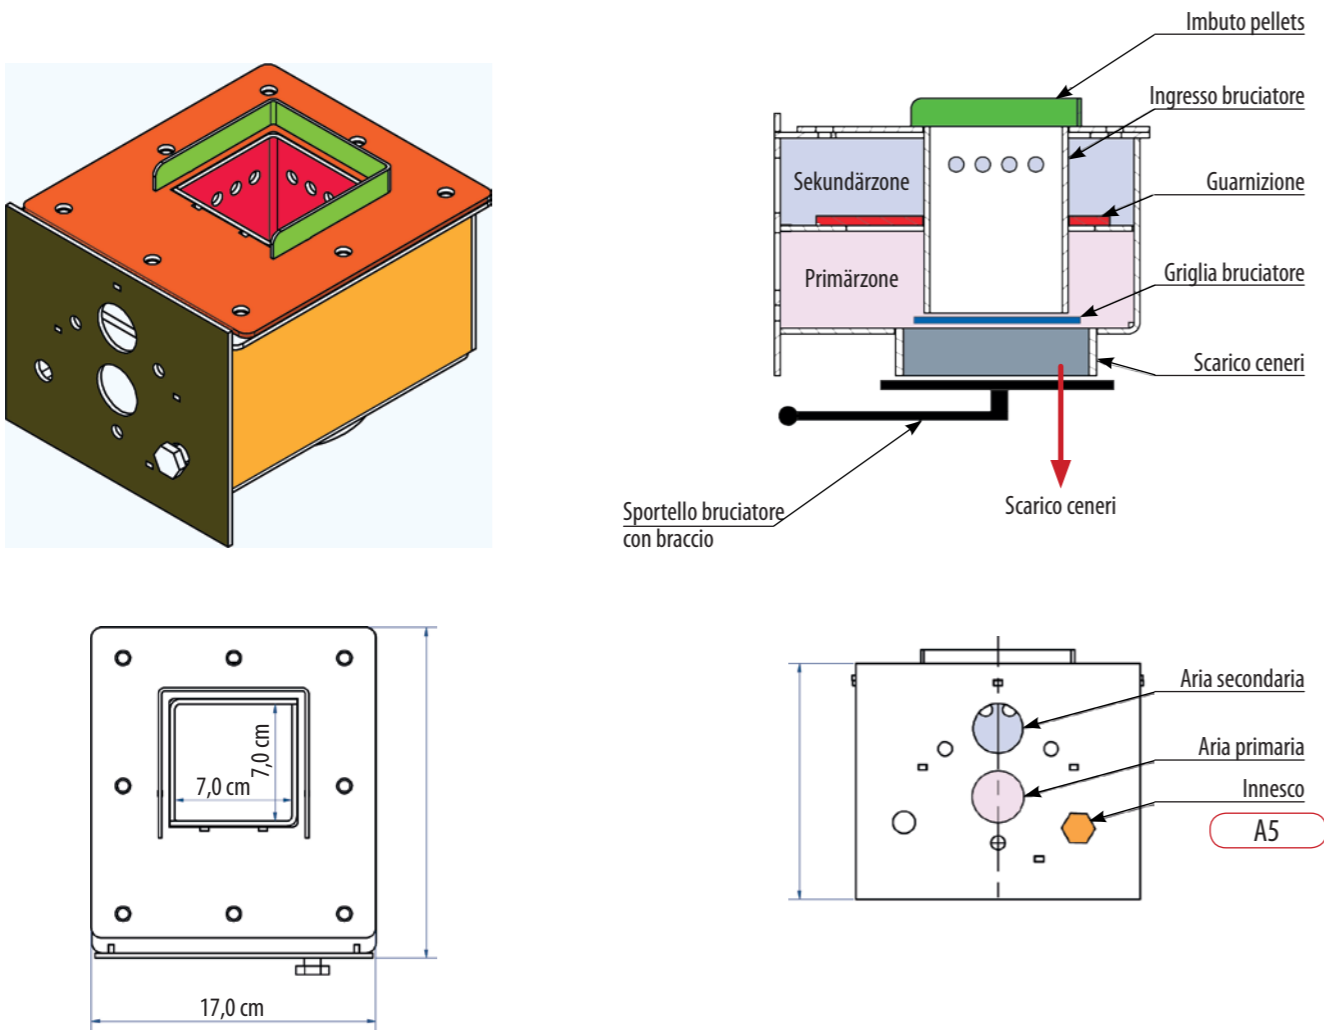 Imbuto pellets
Ingresso bruciatore
Sekundärzone
Guarnizione
Primärzone
Griglia bruciatore
Scarico ceneri
Sportello bruciatore
con braccio
Scarico ceneri
7,0 cm
7,0 cm
17,0 cm
Aria secondaria
Aria primaria
Innesco
A5